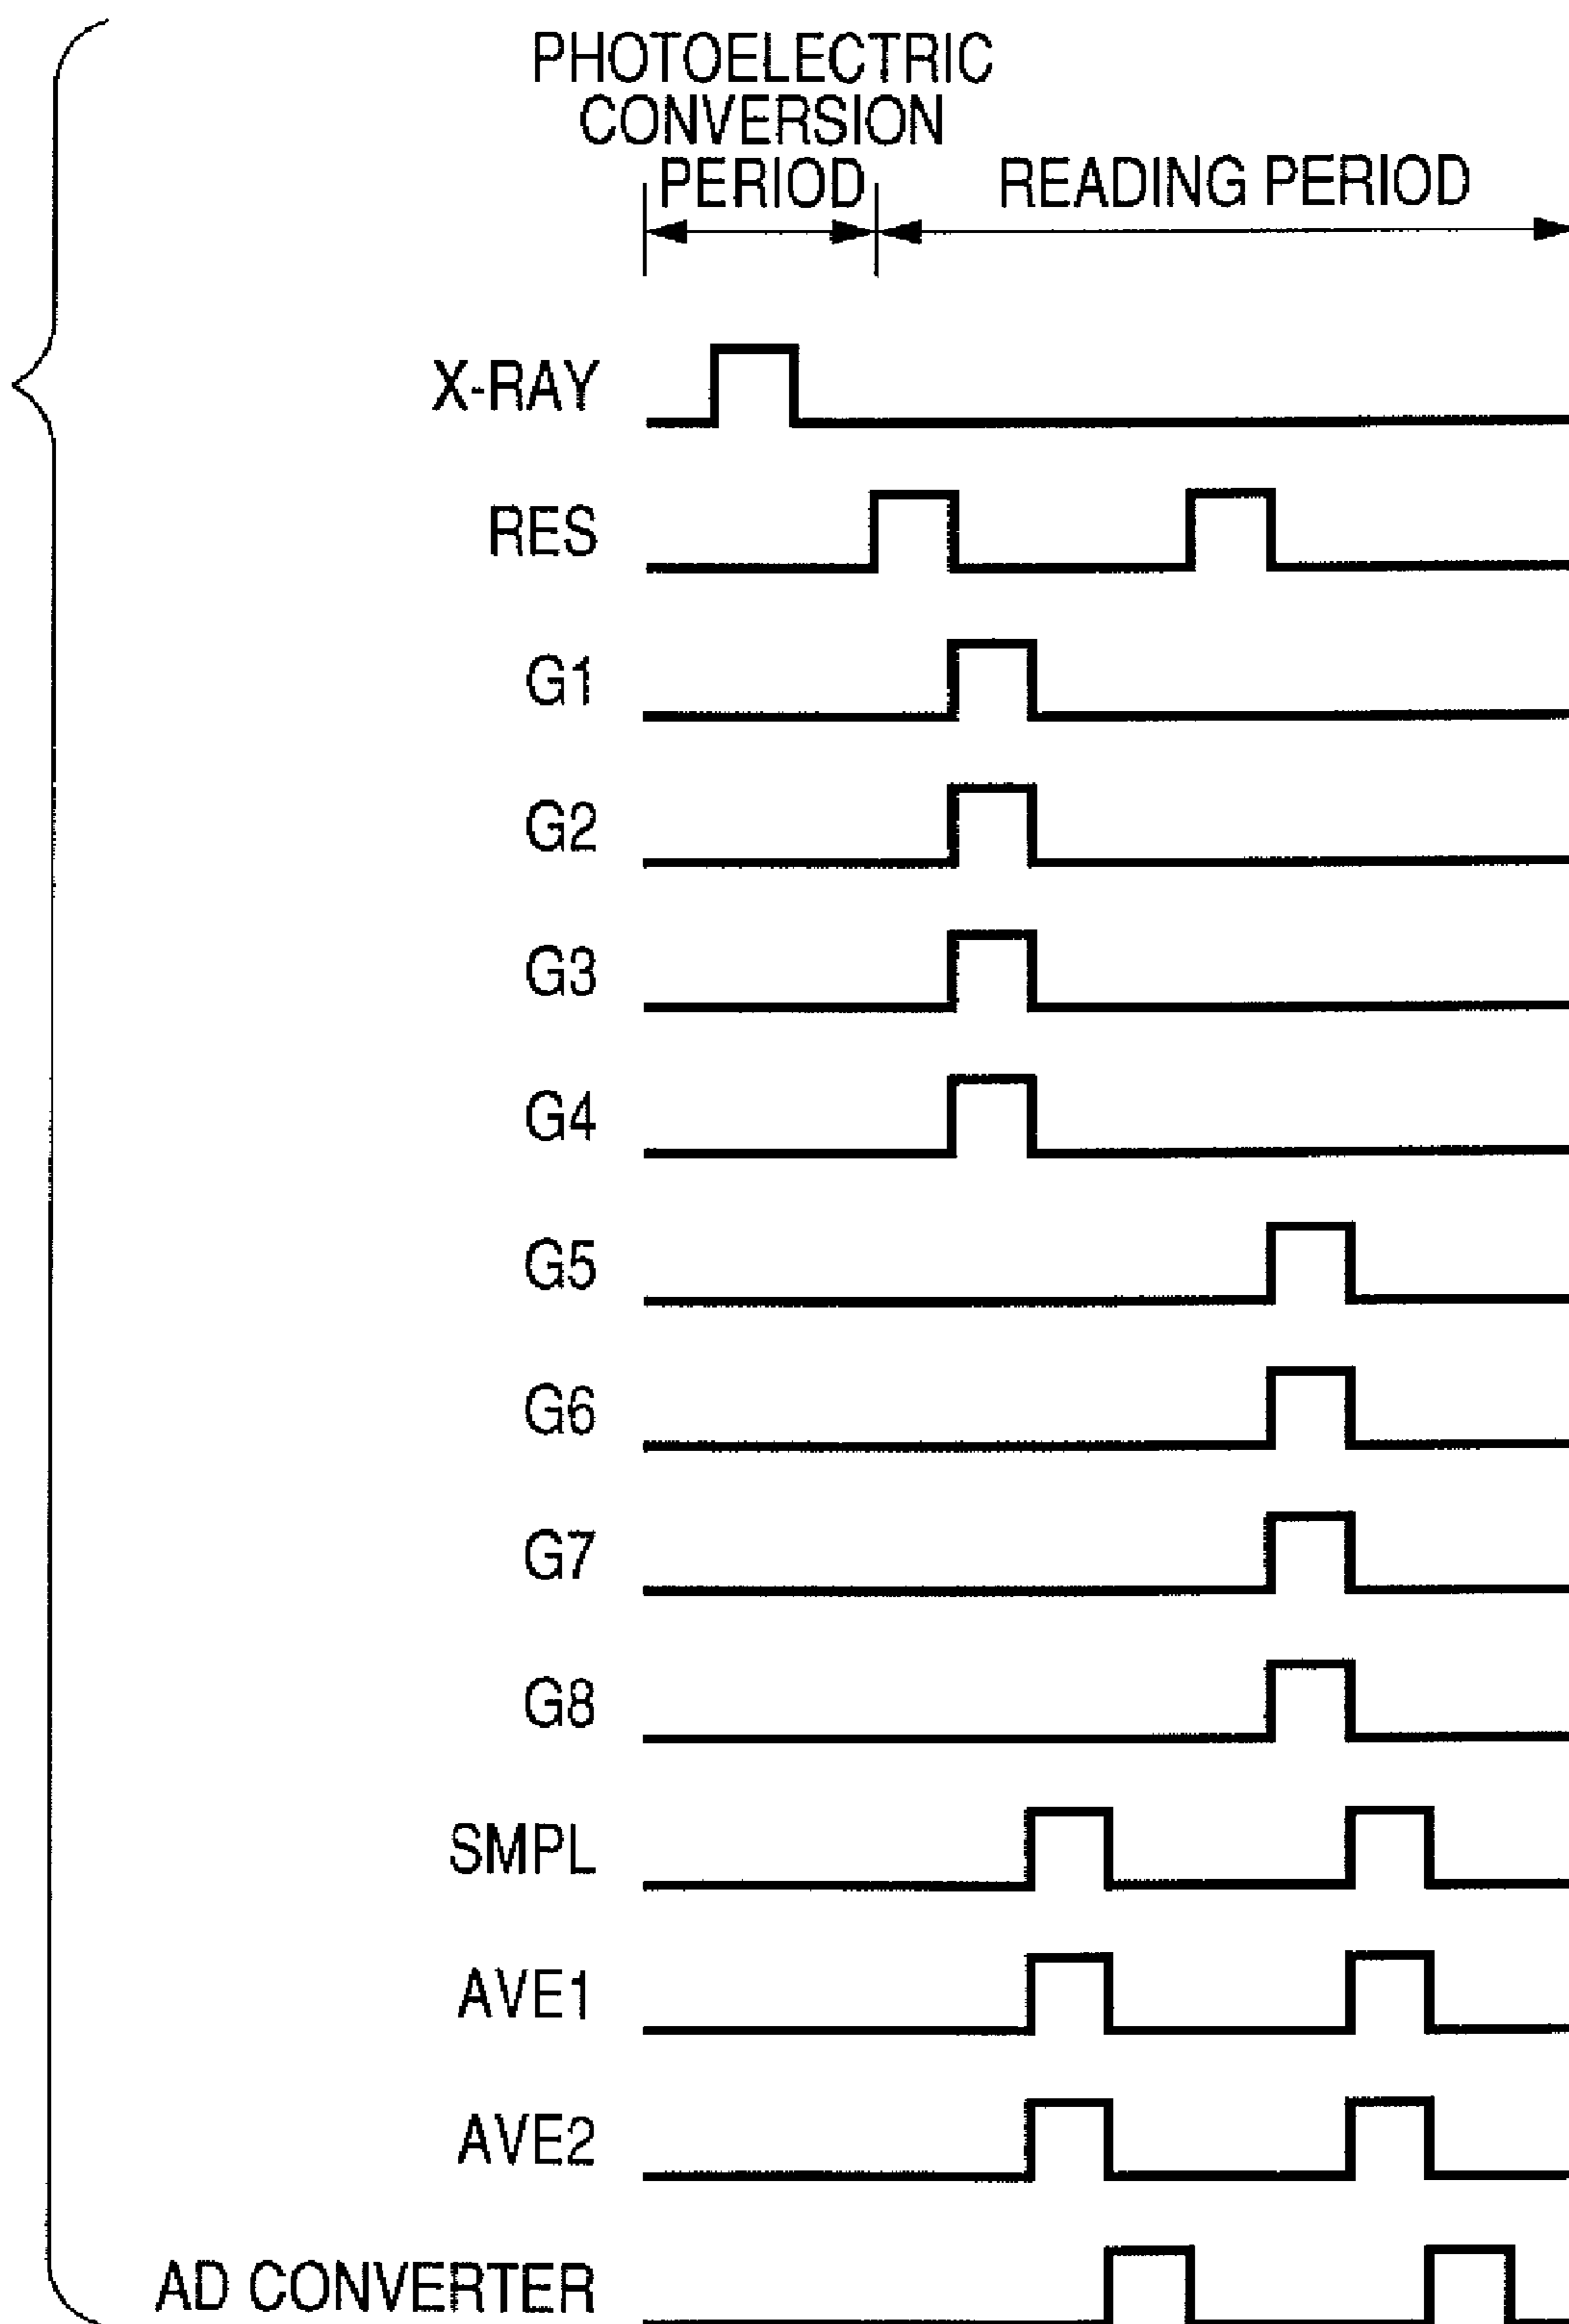 PHOTOELECTRIC
CONVERSION
PERIOD
READING PERIOD
X-RAY
RES
G1
G2
G3
G4
G5
G6
G7
G8
SMPL
AVE1
AVE2
AD CONVERTER